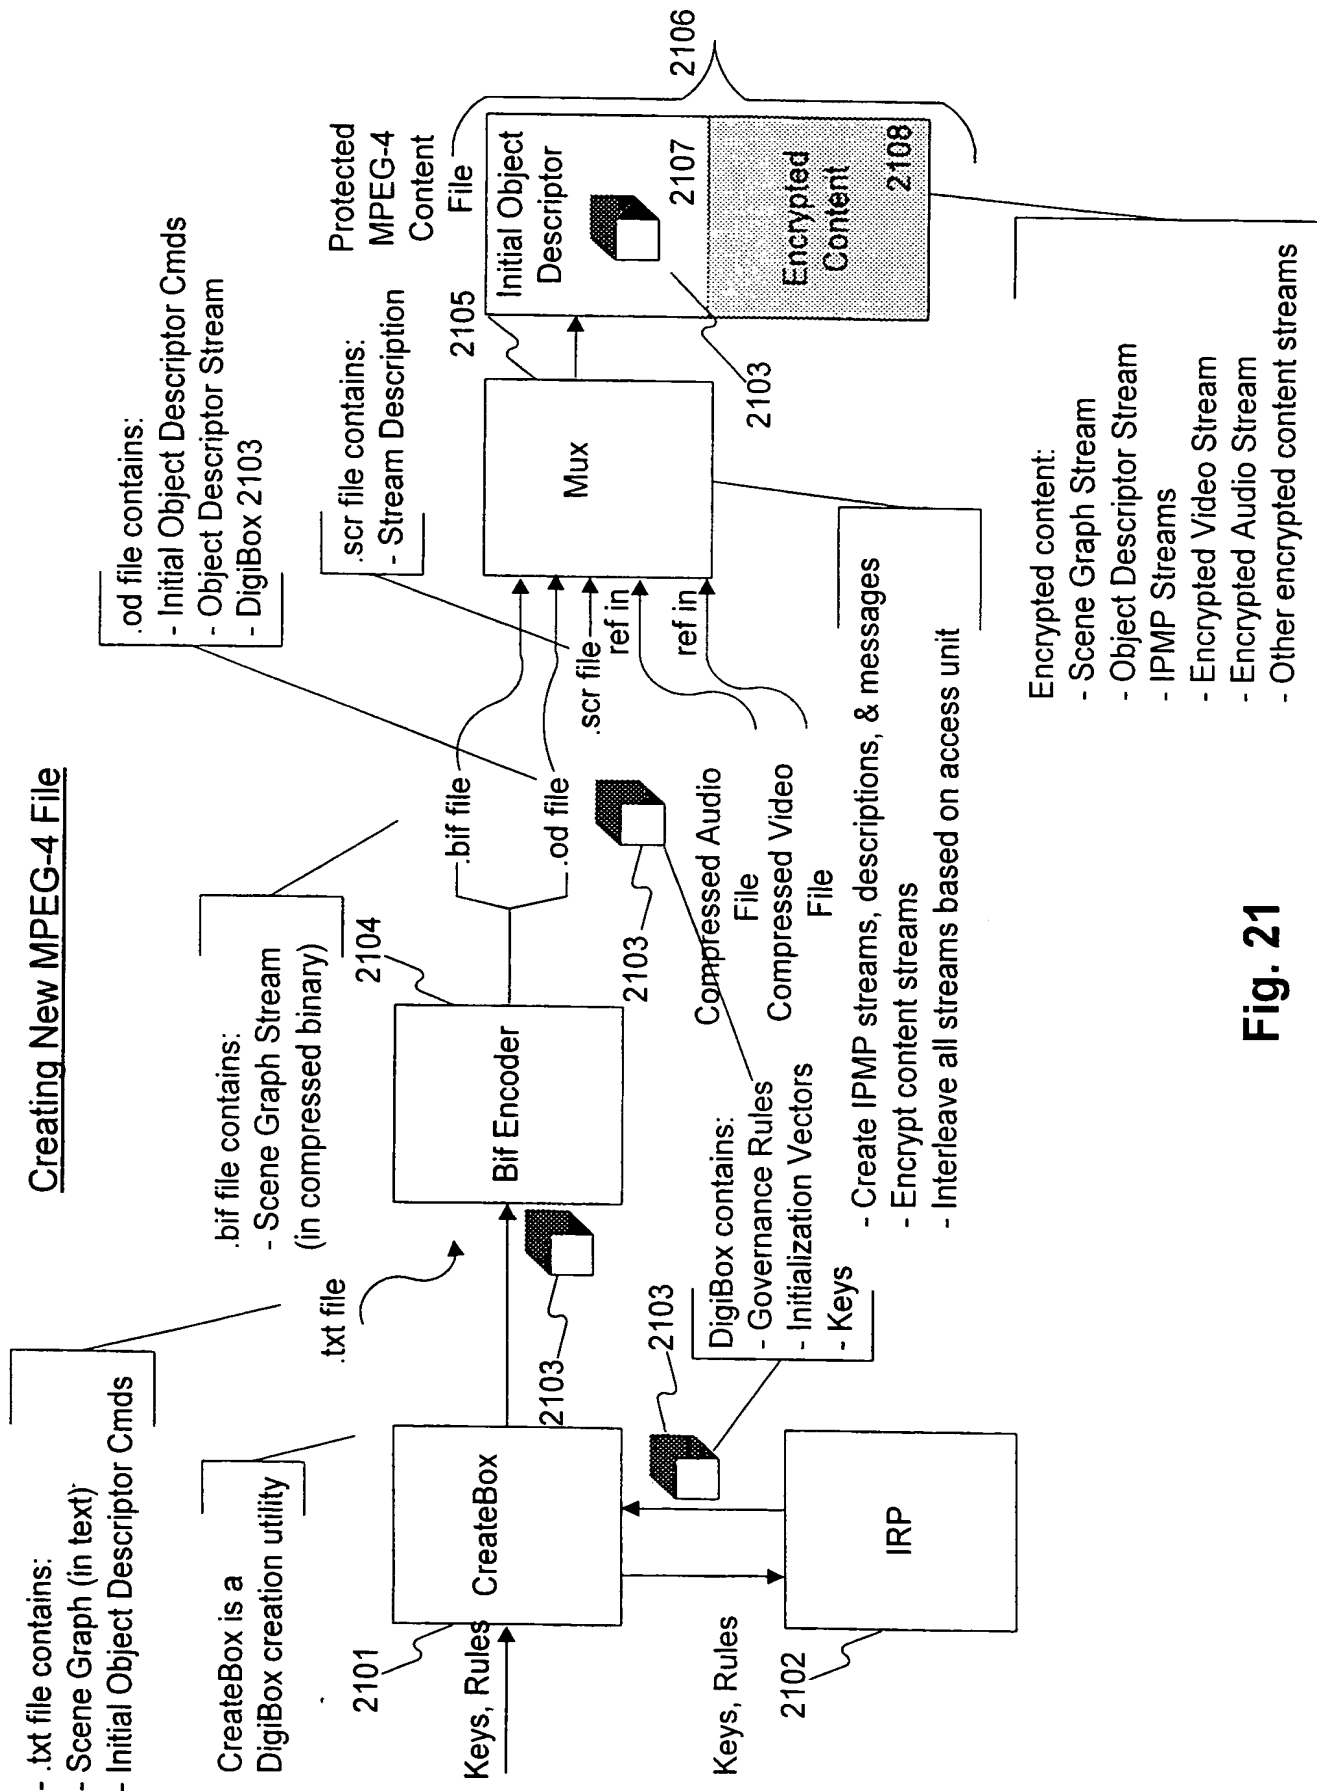 Creating New MPEG-4 File
- .txt file contains:
- Scene Graph (in text)
- Initial Object Descriptor Cmds
CreateBox is a
DigiBox creation utility
2101
Keys, Rules
CreateBox
Keys, Rules
2102
IRP
2103
DigiBox contains:
- Governance Rules
- Initialization Vectors
- Keys
.txt file
2103
.bif file contains:
- Scene Graph Stream
(in compressed binary)
2104
Bif Encoder
.bif file
.od file
2103
.od file contains:
- Initial Object Descriptor Cmds
- Object Descriptor Stream
- DigiBox 2103
.scr file contains:
- Stream Description
.scr file
ref in
ref in
Compressed Audio
File
Compressed Video
File
2105
Mux
- Create IPMP streams, descriptions, & messages
- Encrypt content streams
- Interleave all streams based on access unit
Protected
MPEG-4
Content
File
Initial Object
Descriptor
2107
2103
Encrypted
Content
2108
2106
Encrypted content:
- Scene Graph Stream
- Object Descriptor Stream
- IPMP Streams
- Encrypted Video Stream
- Encrypted Audio Stream
- Other encrypted content streams
Fig. 21